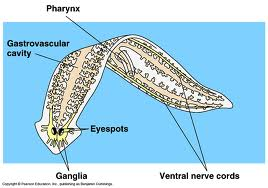 Pharynx
Gastrovascular
cavity
Eyespots
Ganglia
Ventral nerve cords
Copyright © Pearson Education, Inc., publishing as Benjamin Cummings.